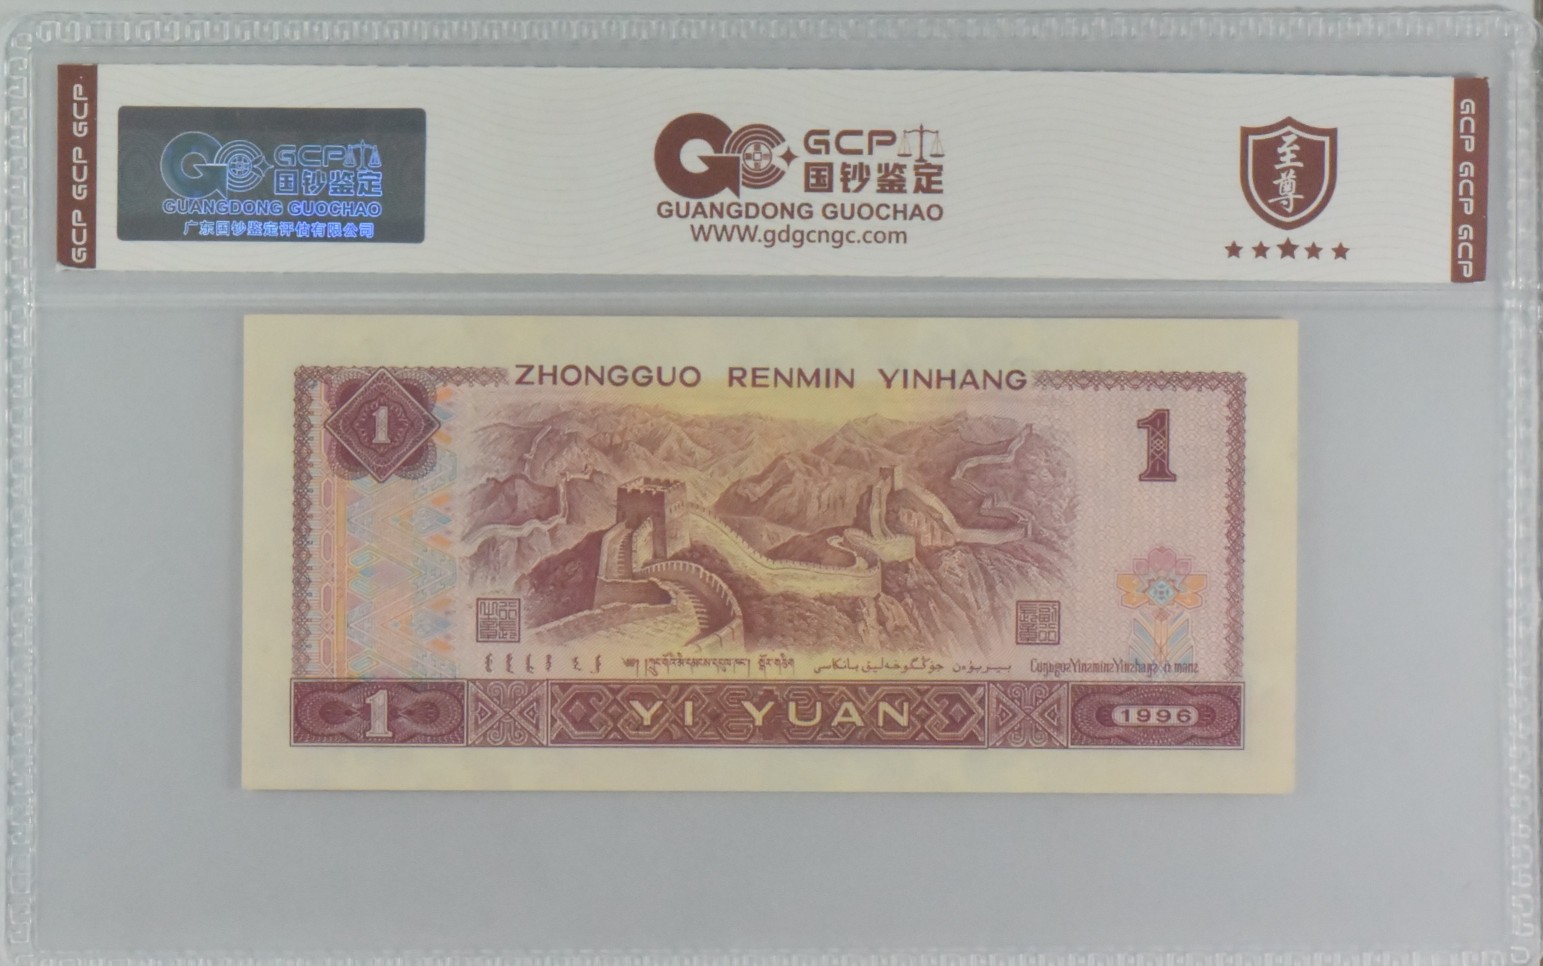 GCP GCP GCP
GCP
国钞鉴定
GUANGDONG GUOCHAO
广东国钞鉴定评估有限公司
GCP
国钞鉴定
GUANGDONG GUOCHAO
WWW.gdgcngc.com
至尊
GCP GCP GCP
ZHONGGUO RENMIN YINHANG
1
1
1
YI YUAN
1996